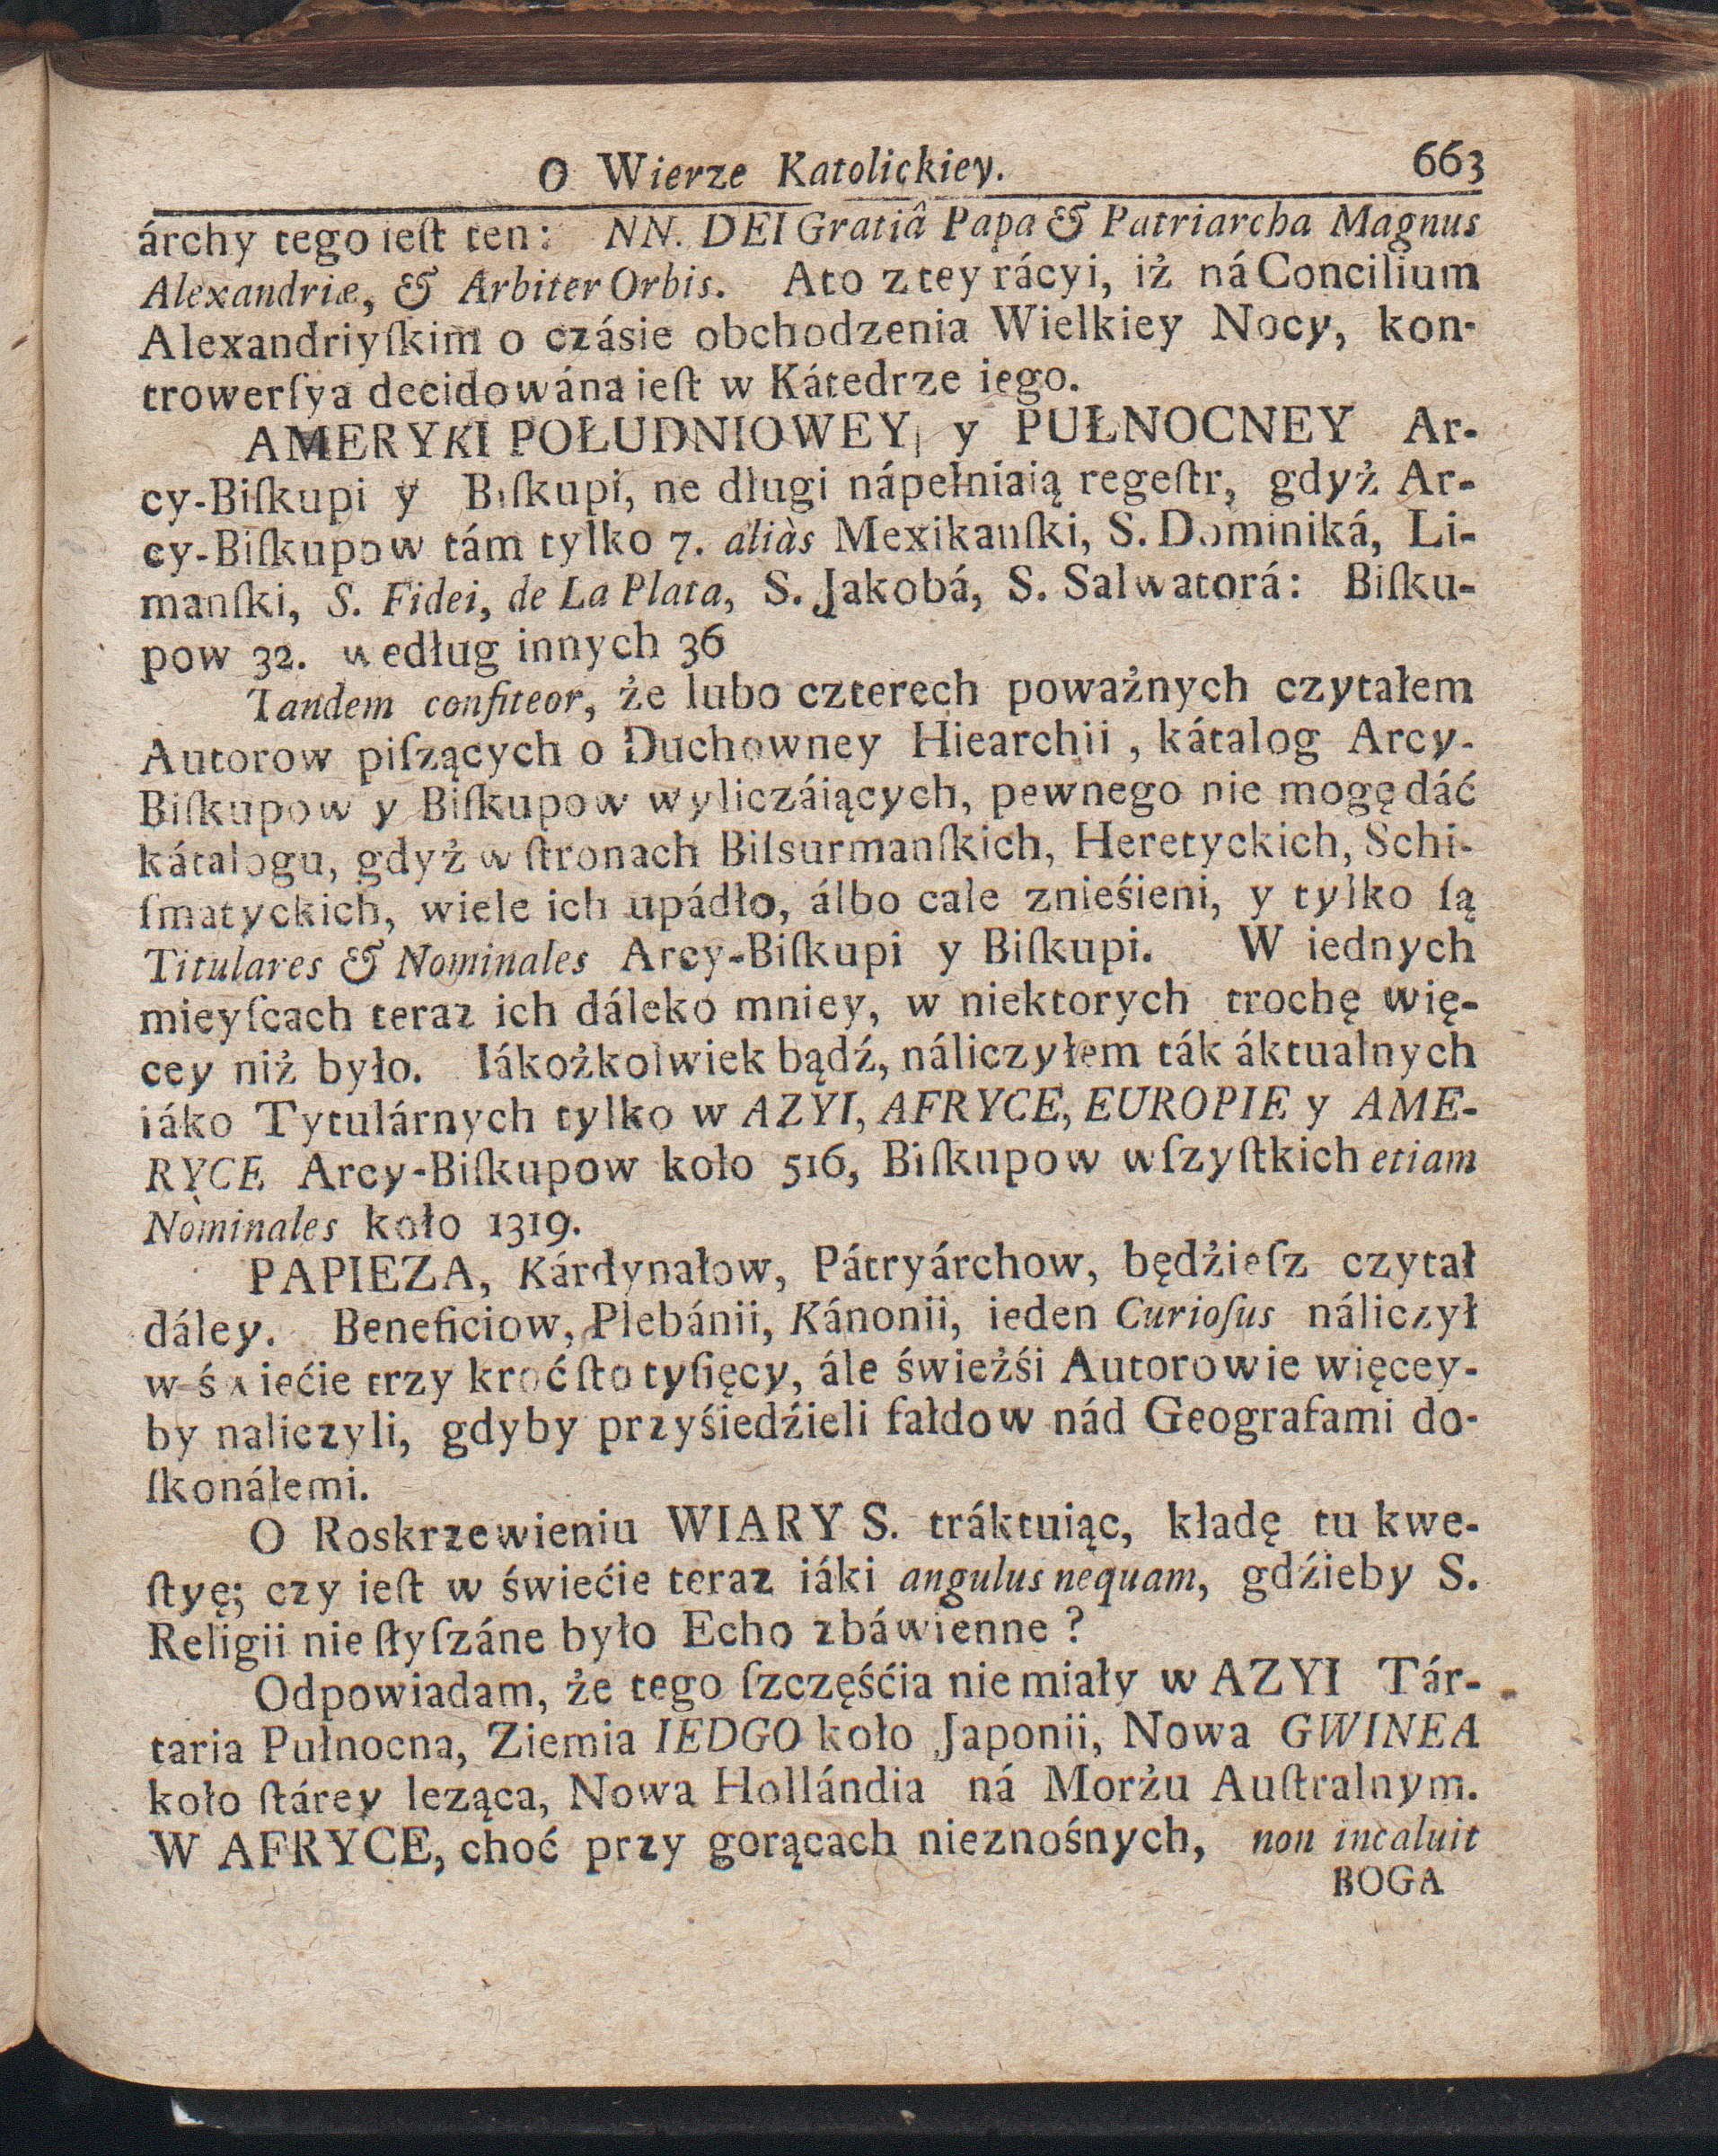 O Wierze Katolickiey. 663
árchy tego ieſt ten: NN. DEI Gratiâ Papa & Patriarcha Magnus
Alexandriæ, & Arbiter Orbis. A to z tey rácyi, iż ná Concilium
Alexandriyſkim o czásie obchodzenia Wielkiey Nocy, kon-
trowerſya decidowána ieſt w Kátedrze iego.
AMERYKI POŁUDNIOWEY, y PUŁNOCNEY Ar-
cy-Biſkupi y Biſkupi, ne długi nápełniaią regeſtr, gdyż Ar-
cy-Biſkupow tám tylko 7. aliàs Mexikanſki, S. Dominiká, Li-
manſki, S. Fidei, de La Plata, S. Jakobá, S. Salwatorá: Biſku-
pow 32. według innych 36
Tandem confiteor, że lubo czterech poważnych czytałem
Autorow piſzących o Duchowney Hiearchii, kátalog Arcy-
Biſkupow y Biſkupow wyliczáiących, pewnego nie mogę dáć
kátalogu, gdyż w ſtronach Biſsurmanſkich, Heretyckich, Schi-
ſmatyckich, wiele ich upádło, álbo caleznieśieni, y tylko ſą
Titulares & Nominales Arcy-Biſkupi y Biſkupi. W iednych
mieyſcach teraz ich dáleko mniey, w niektorych trochę wię-
cey niż było. Iákożkolwiek bądź, náliczyłem ták áktualnych
iáko Tytulárnych tylko w AZYI, AFRYCE, EUROPIE y AME-
RYCE Arcy-Biſkupow koło 516, Biſkupow wſzyſtkich etiam
Nominales koło 1319.
PAPIEZA, Kárdynałow, Pátryárchow, będżieſz czytał
dáley. Beneficiow, Plebánii, Kánonii, ieden Curioſus náliczył
w świećie trzy kroć ſto tyſięcy, ále świeżśi Autorowie więcey-
by naliczyli, gdyby przyśiedźieli fałdow nád Geografami do-
ſkonáłemi.
O Roskrzewieniu WIARY S. tráktuiąc, kładę tu kwe-
ſtyę; czy ieſt w świećie teraz iáki angulus nequam, gdźieby S.
Religii nie ſłyſzáne było Echo zbáwienne?
Odpowiadam, że tego ſzczęśćia nie miały w AZYI Tár-
taria Pułnocna, Ziemia IEDGO koło Japonii, Nowa GWINEA
koło ſtárey leząca, Nowa Hollándia ná Morżu Auſtralnym.
W AFRYCE, choć przy gorącach nieznośnych, non incaluit
BOGA